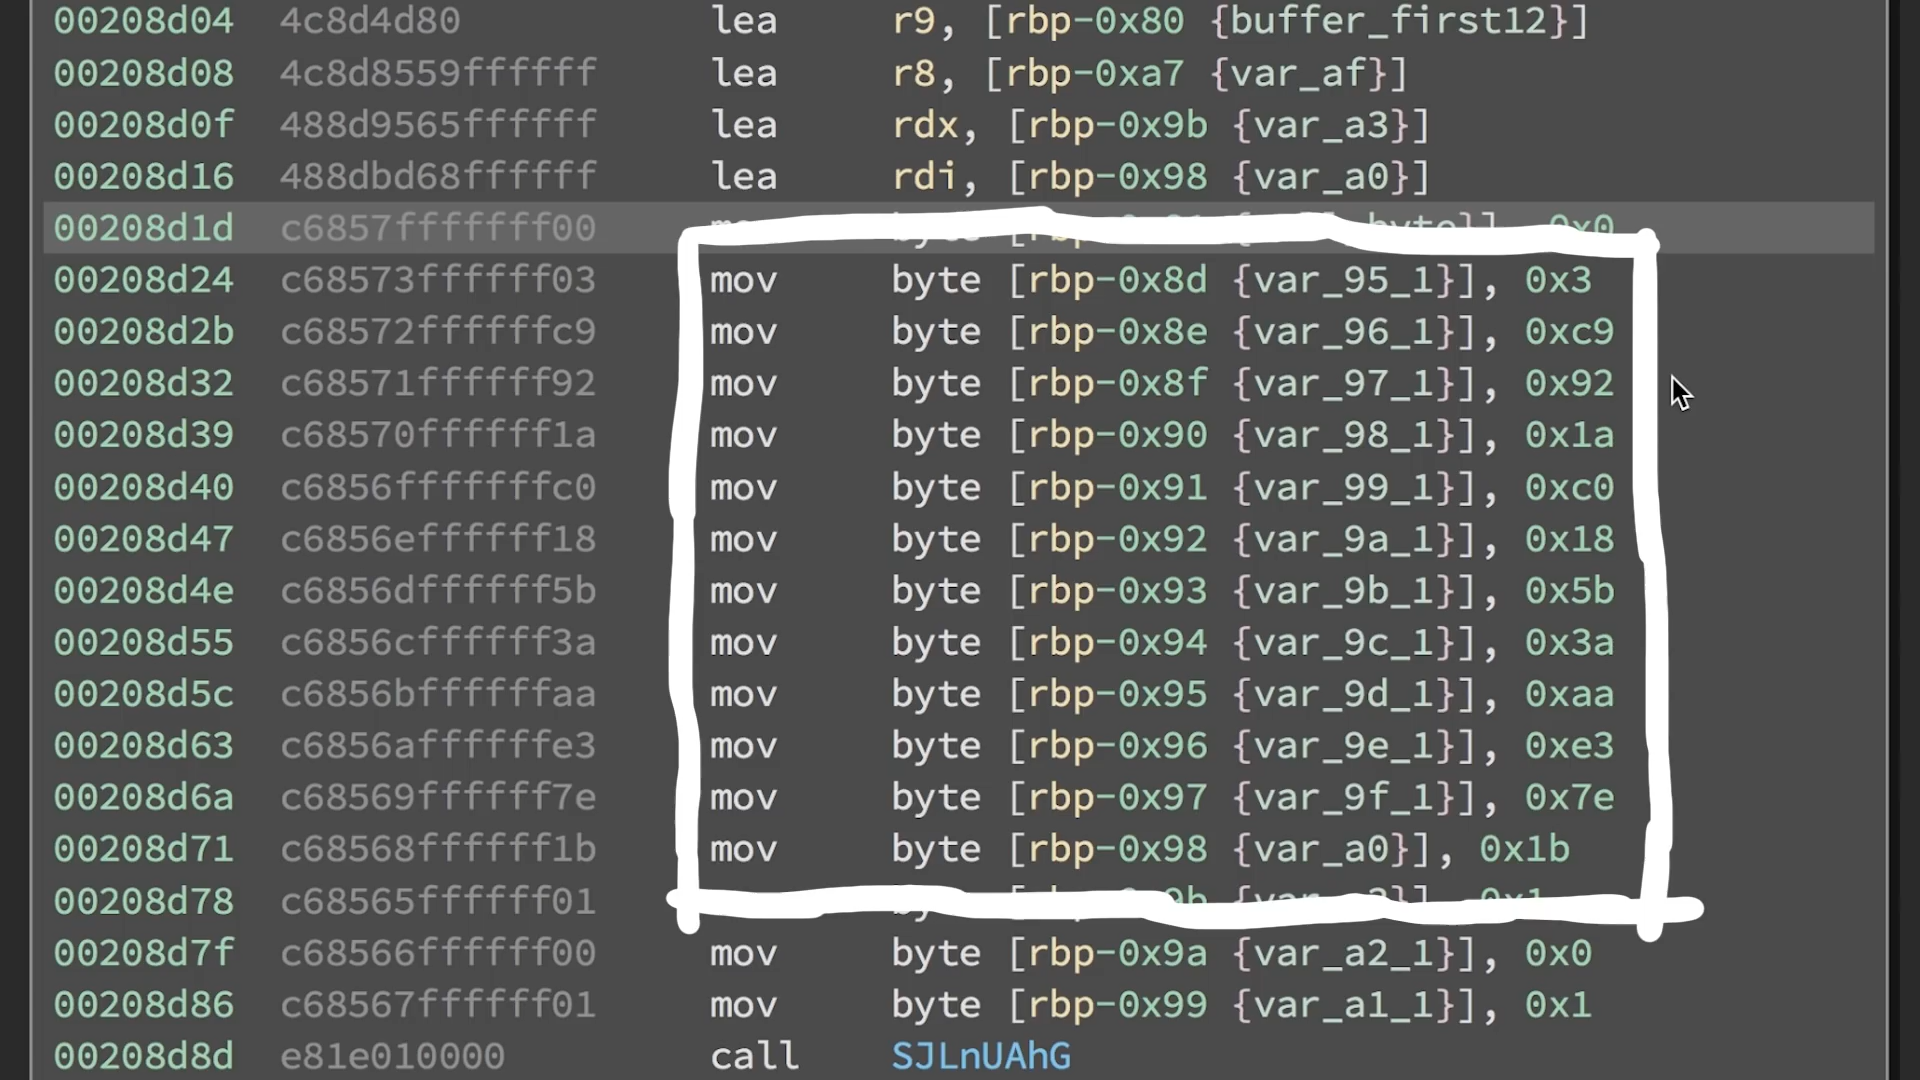 00208d04 4c8d4d80 lea r9, [rbp-0x80 {buffer_first12}]
00208d08 4c8d8559ffffff lea r8, [rbp-0xa7 {var_af}]
00208d0f 488d9565ffffff lea rdx, [rbp-0x9b {var_a3}]
00208d16 488dbd68ffffff lea rdi, [rbp-0x98 {var_a0}]
00208d1d c6857fffffff00 byte 0x0
00208d24 c68573ffffff03 mov byte [rbp-0x8d {var_95_1}], 0x3
00208d2b c68572ffffffc9 mov byte [rbp-0x8e {var_96_1}], 0xc9
00208d32 c68571ffffff92 mov byte [rbp-0x8f {var_97_1}], 0x92
00208d39 c68570ffffff1a mov byte [rbp-0x90 {var_98_1}], 0x1a
00208d40 c6856fffffffc0 mov byte [rbp-0x91 {var_99_1}], 0xc0
00208d47 c6856effffff18 mov byte [rbp-0x92 {var_9a_1}], 0x18
00208d4e c6856dffffff5b mov byte [rbp-0x93 {var_9b_1}], 0x5b
00208d55 c6856cffffff3a mov byte [rbp-0x94 {var_9c_1}], 0x3a
00208d5c c6856bffffffaa mov byte [rbp-0x95 {var_9d_1}], 0xaa
00208d63 c6856affffffe3 mov byte [rbp-0x96 {var_9e_1}], 0xe3
00208d6a c68569ffffff7e mov byte [rbp-0x97 {var_9f_1}], 0x7e
00208d71 c68568ffffff1b mov byte [rbp-0x98 {var_a0}], 0x1b
00208d78 c68565ffffff01
00208d7f c68566ffffff00 mov byte [rbp-0x9a {var_a2_1}], 0x0
00208d86 c68567ffffff01 mov byte [rbp-0x99 {var_a1_1}], 0x1
00208d8d e81e010000 call SJLnUAhG